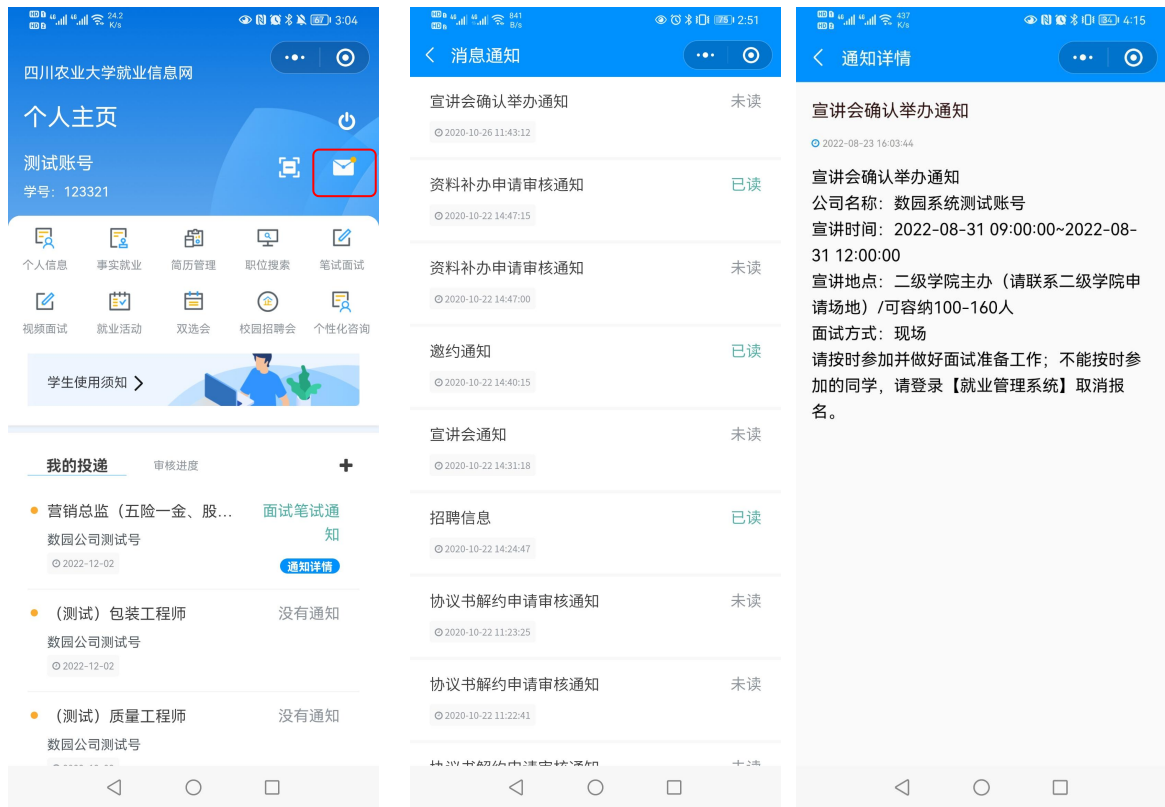 24.2
K/s
67
3:04
四川农业大学就业信息网
个人主页
测试账号
学号：123321
个人信息 事实就业 简历管理 职位搜索 笔试面试
视频面试 就业活动 双选会 校园招聘会 个性化咨询
学生使用须知
我的投递 审核进度
营销总监（五险一金、股... 面试笔试通
知
数园公司测试号
2022-12-02 通知详情
（测试）包装工程师 没有通知
数园公司测试号
2022-12-02
（测试）质量工程师 没有通知
数园公司测试号
841
B/s
2:51
消息通知
宣讲会确认举办通知 未读
2020-10-26 11:43:12
资料补办申请审核通知 已读
2020-10-22 14:47:15
资料补办申请审核通知 未读
2020-10-22 14:47:00
邀约通知 已读
2020-10-22 14:40:15
宣讲会通知 未读
2020-10-22 14:31:18
招聘信息 已读
2020-10-22 14:24:47
协议书解约申请审核通知 未读
2020-10-22 11:23:25
协议书解约申请审核通知 未读
2020-10-22 11:22:41
437
K/s
84
4:15
通知详情
宣讲会确认举办通知
2022-08-23 16:03:44
宣讲会确认举办通知
公司名称：数园系统测试账号
宣讲时间：2022-08-31 09:00:00~2022-08-
31 12:00:00
宣讲地点：二级学院主办（请联系二级学院申
请场地）/可容纳100-160人
面试方式：现场
请按时参加并做好面试准备工作；不能按时参
加的同学，请登录【就业管理系统】取消报
名。